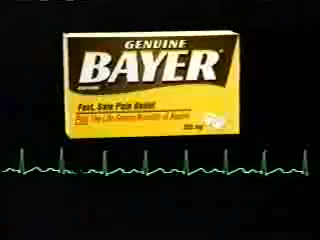 GENUINE
BAYER
Fast, Safe Pain Relief
Plus The Life Saving Benefits of Aspirin
325 mg